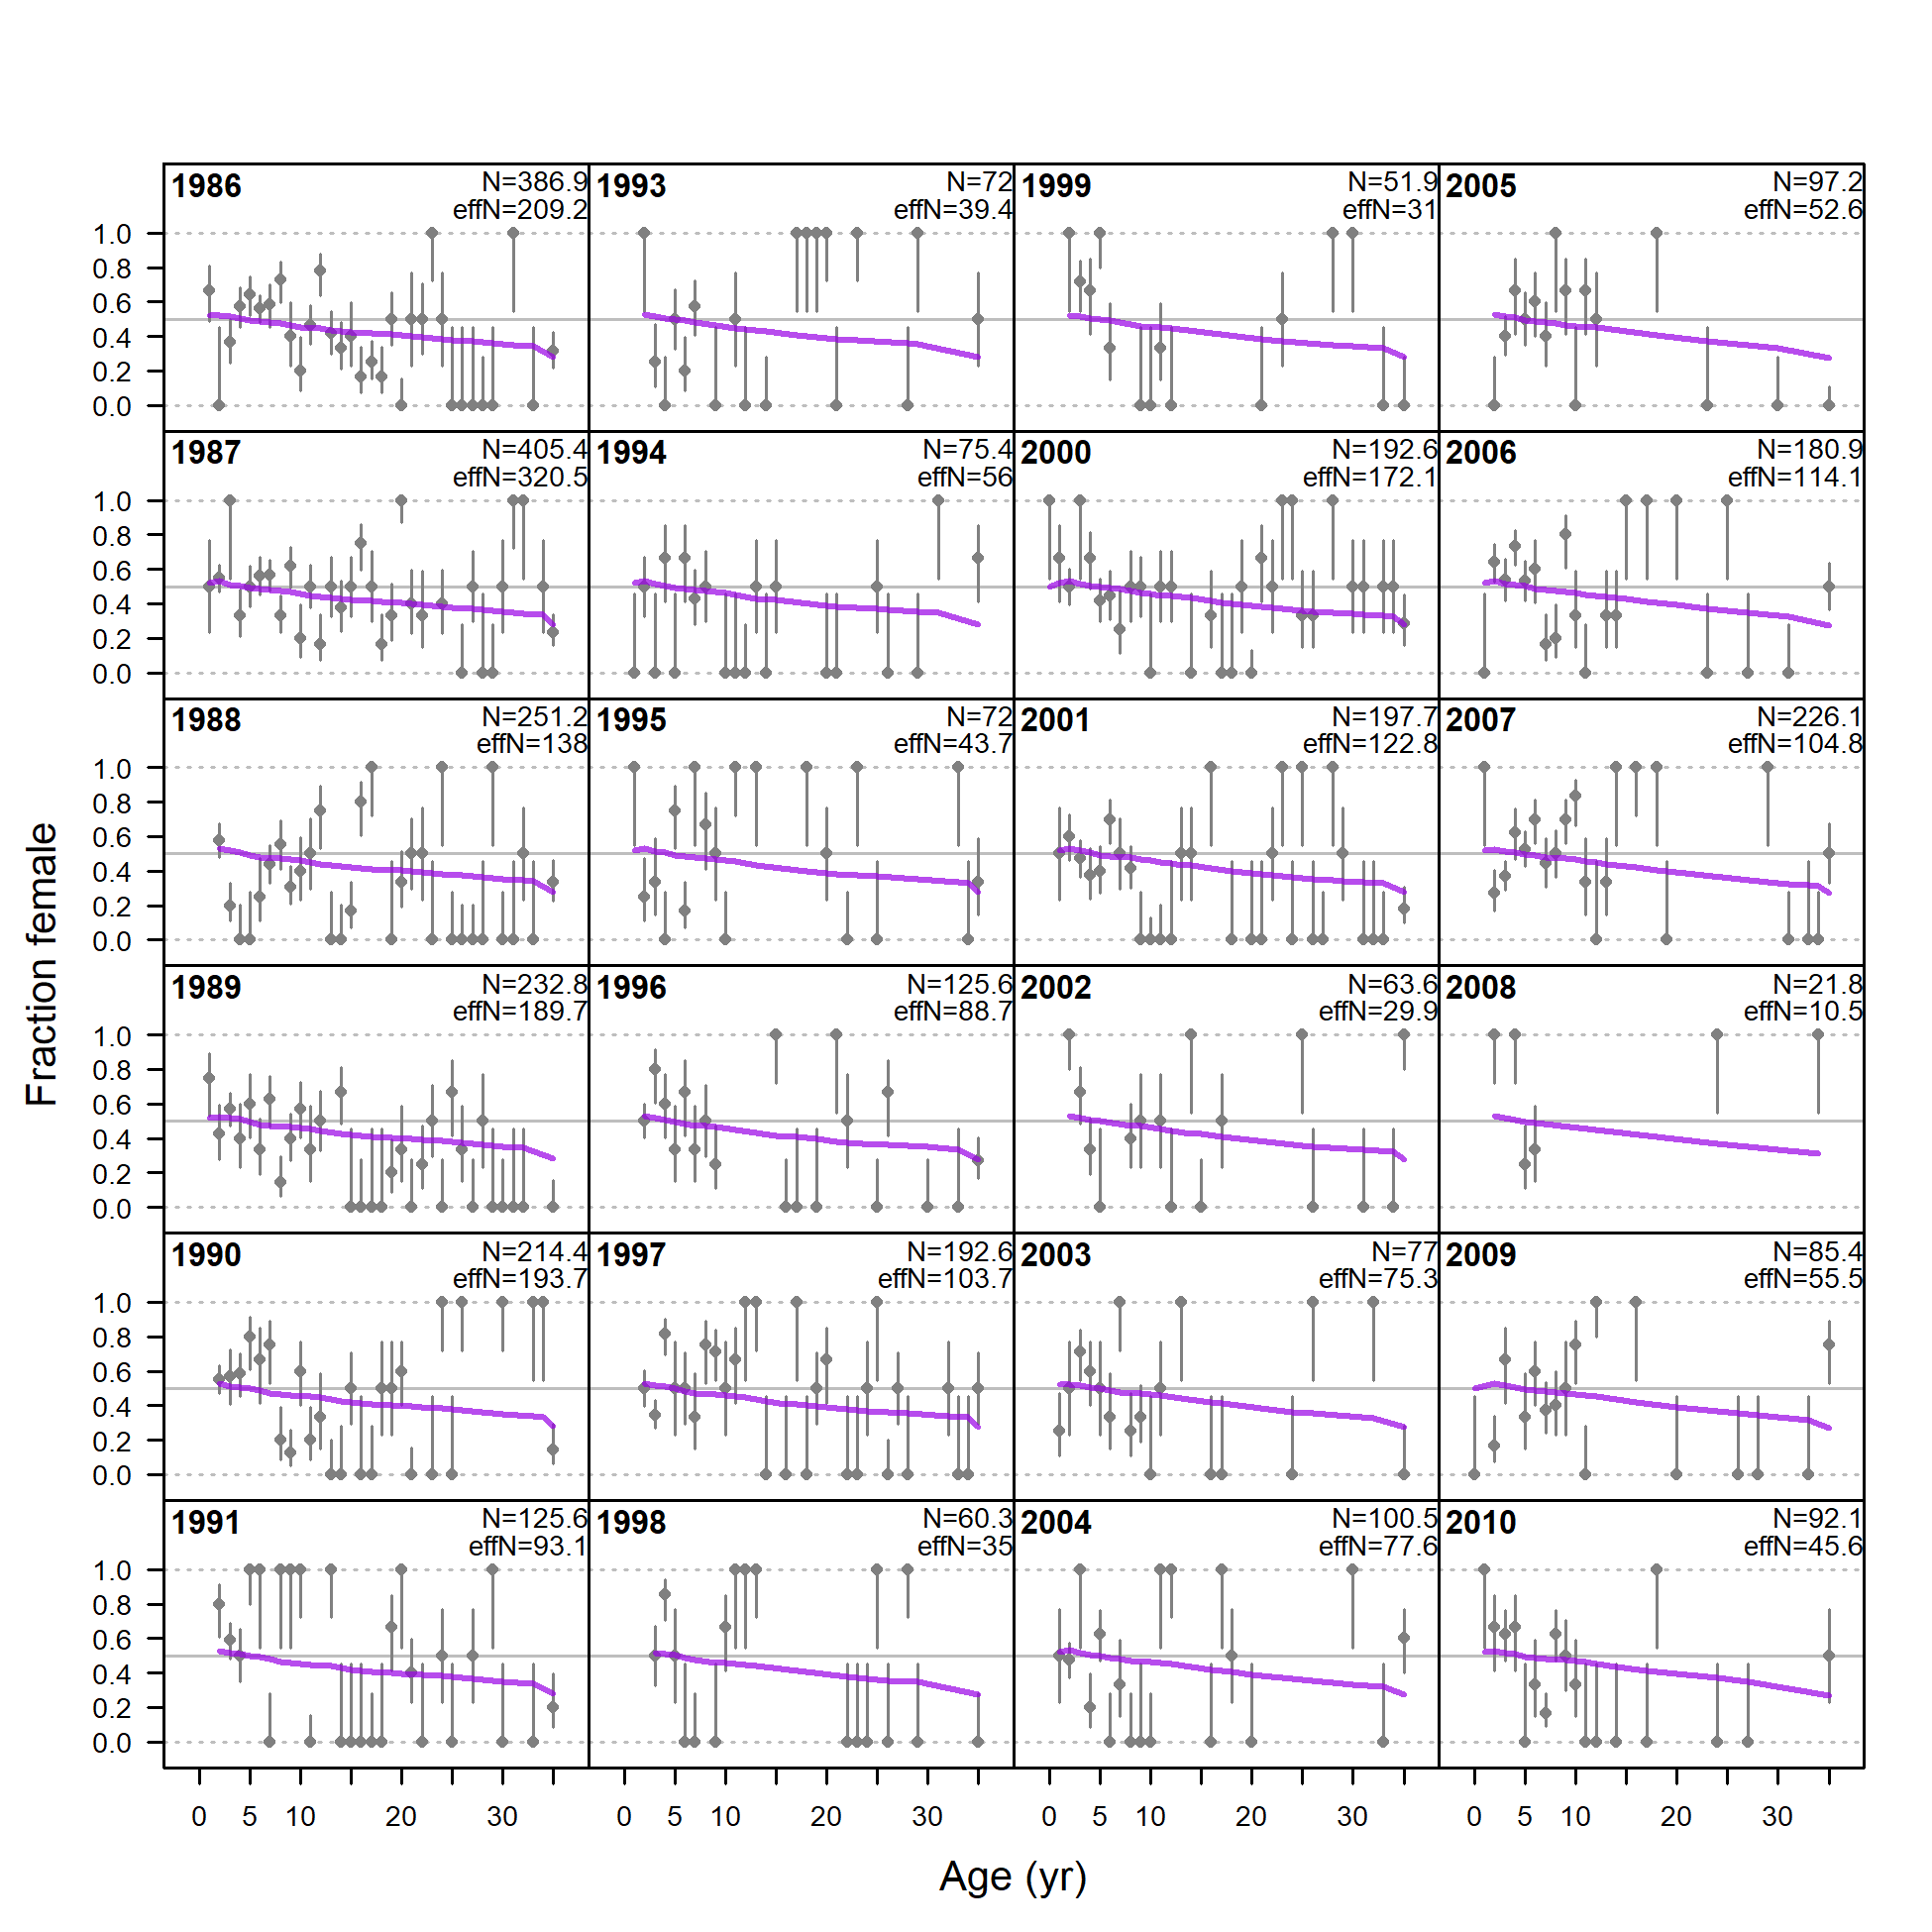 1986 N=386.9 1993 N=72 1999 N=51.9 2005 N=97.2
effN=209.2 effN=39.4 effN=31 effN=52.6
1.0
0.8
0.6
0.4
0.2
0.0
1987 N=405.4 1994 N=75.4 2000 N=192.6 2006 N=180.9
effN=320.5 effN=56 effN=172.1 effN=114.1
1.0
0.8
0.6
0.4
0.2
0.0
1988 N=251.2 1995 N=72 2001 N=197.7 2007 N=226.1
effN=138 effN=43.7 effN=122.8 effN=104.8
1.0
0.8
0.6
0.4
0.2
0.0
Fraction female
1989 N=232.8 1996 N=125.6 2002 N=63.6 2008 N=21.8
effN=189.7 effN=88.7 effN=29.9 effN=10.5
1.0
0.8
0.6
0.4
0.2
0.0
1990 N=214.4 1997 N=192.6 2003 N=77 2009 N=85.4
effN=193.7 effN=103.7 effN=75.3 effN=55.5
1.0
0.8
0.6
0.4
0.2
0.0
1991 N=125.6 1998 N=60.3 2004 N=100.5 2010 N=92.1
effN=93.1 effN=35 effN=77.6 effN=45.6
1.0
0.8
0.6
0.4
0.2
0.0
0 5 10 20 30 0 5 10 20 30 0 5 10 20 30 0 5 10 20 30
Age (yr)